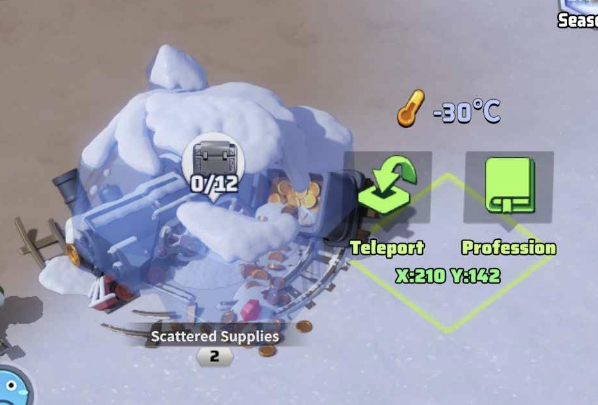 Seas
-30°C
0/12
Teleport Profession
X:210 Y:142
Scattered Supplies
2